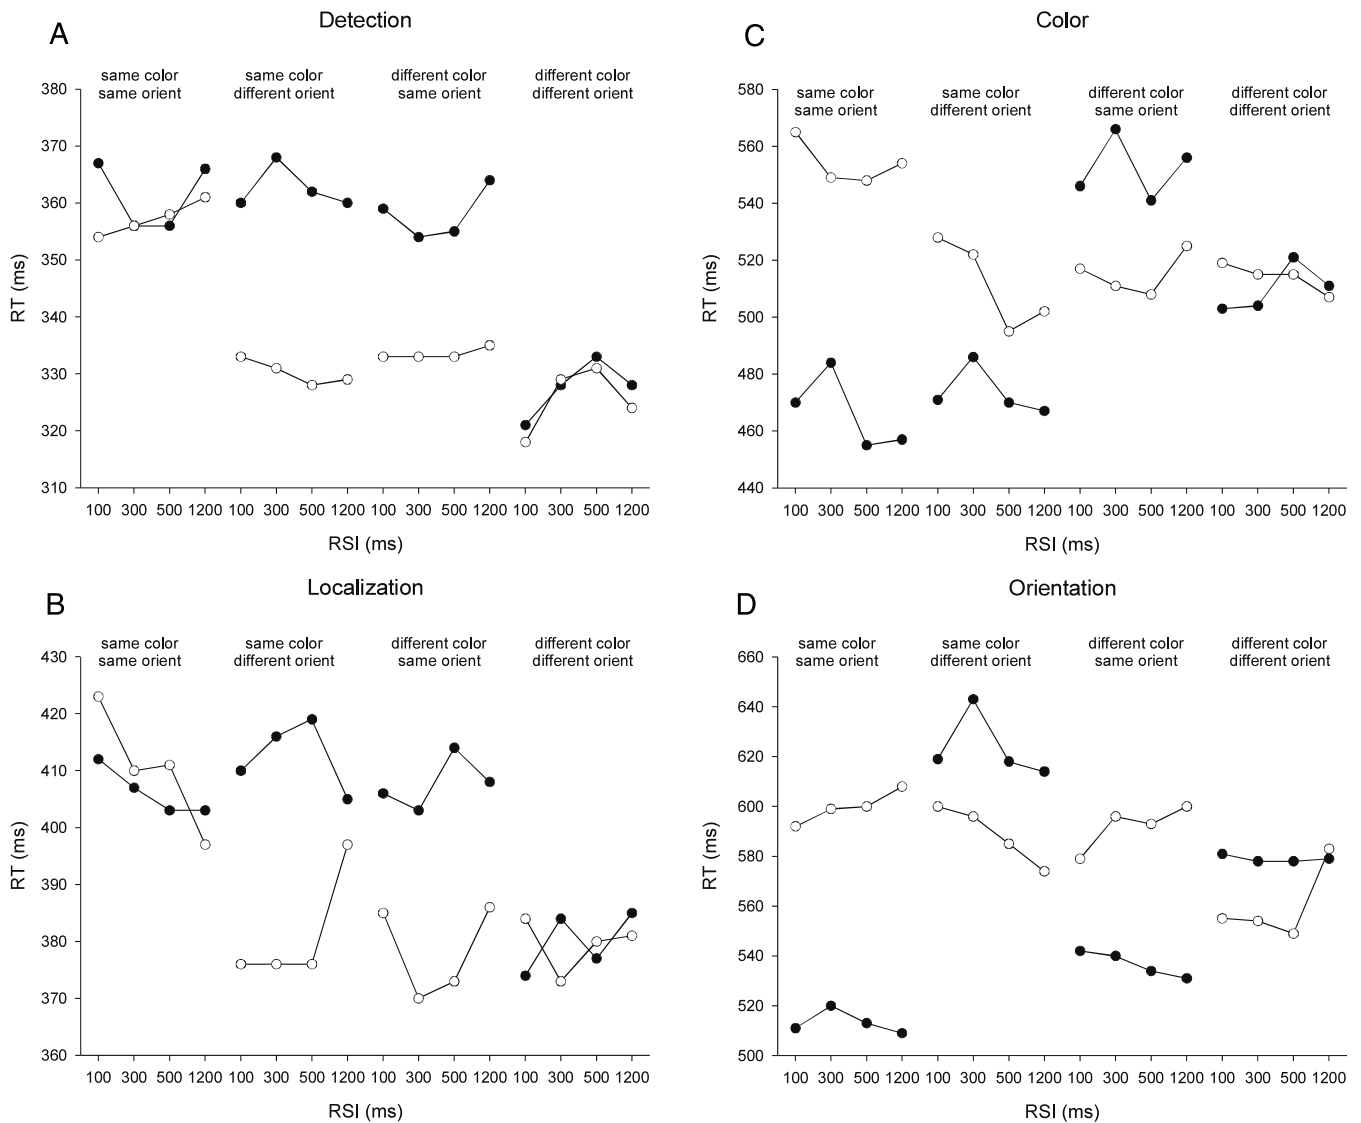 A
Detection
same color
same orient
same color
different orient
different color
same orient
different color
different orient
380
370
360
350
340
330
320
310
RT (ms)
100 300 500 1200 100 300 500 1200 100 300 500 1200 100 300 500 1200
RSI (ms)
C
Color
same color
same orient
same color
different orient
different color
same orient
different color
different orient
580
560
540
520
500
480
460
440
RT (ms)
100 300 500 1200 100 300 500 1200 100 300 500 1200 100 300 500 1200
RSI (ms)
B
Localization
same color
same orient
same color
different orient
different color
same orient
different color
different orient
430
420
410
400
390
380
370
360
RT (ms)
100 300 500 1200 100 300 500 1200 100 300 500 1200 100 300 500 1200
RSI (ms)
D
Orientation
same color
same orient
same color
different orient
different color
same orient
different color
different orient
660
640
620
600
580
560
540
520
500
RT (ms)
100 300 500 1200 100 300 500 1200 100 300 500 1200 100 300 500 1200
RSI (ms)